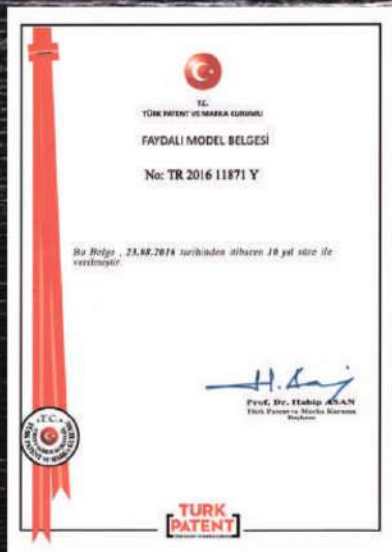 T.C.
TÜRK PATENT VE MARKA KURUMU
FAYDALI MODEL BELGESİ
No: TR 2016 11871 Y
Bu Belge , 23.08.2016 tarihinden itibaren 10 yıl süre ile
verilmiştir.
Prof. Dr. Habip ASAN
Türk Patent ve Marka Kurumu
Başkanı
T.C.
TÜRK
PATENT